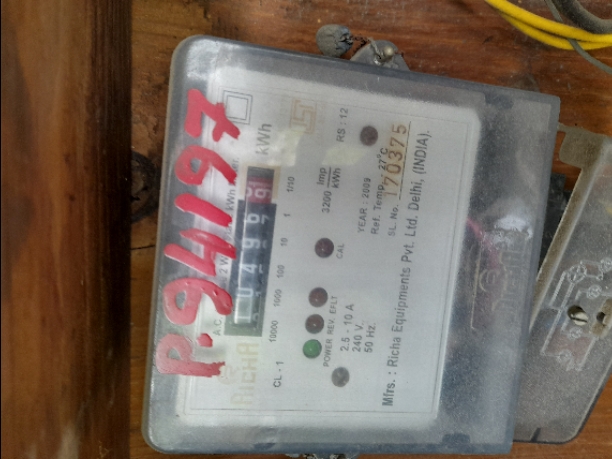 P.94197
RICHA
kWh
10000 1000 100 10 1 1/10
CL - 1
3200 Imp/kWh
RS : 12
POWER REV. EFLT
CAL
2.5 - 10 A
240 V.
50 Hz.
YEAR : 2009
Ref. Temp. : 27°C
SL. No. 170375
Mfrs. : Richa Equipments Pvt. Ltd. Delhi, (INDIA).